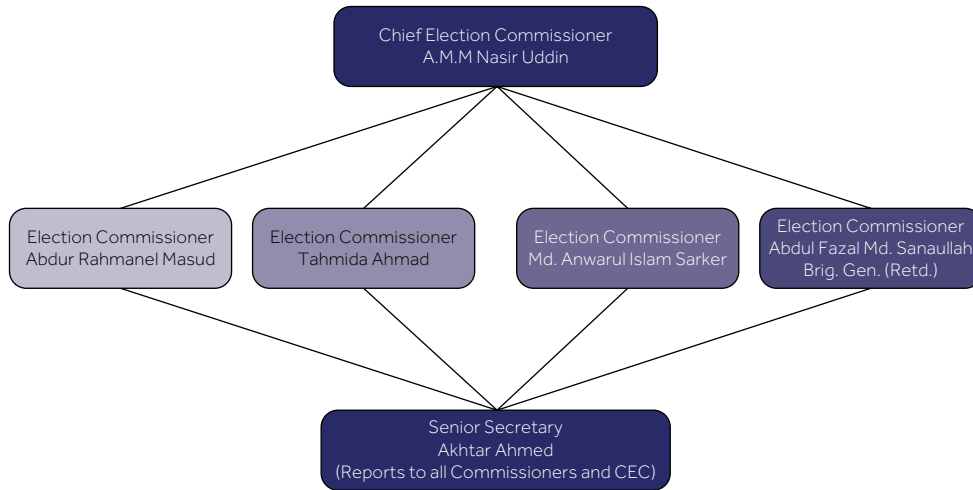 Chief Election Commissioner
A.M.M Nasir Uddin
Election Commissioner
Abdur Rahmanel Masud
Election Commissioner
Tahmida Ahmad
Election Commissioner
Md. Anwarul Islam Sarker
Election Commissioner
Abdul Fazal Md. Sanaullah
Brig. Gen. (Retd.)
Senior Secretary
Akhtar Ahmed
(Reports to all Commissioners and CEC)